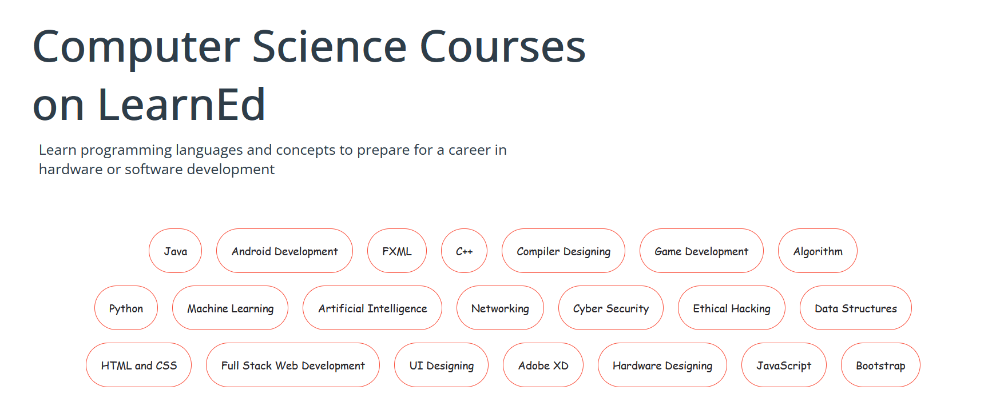 Computer Science Courses
on LearnEd
Learn programming languages and concepts to prepare for a career in
hardware or software development
Java Android Development FXML C++ Compiler Designing Game Development Algorithm
Python Machine Learning Artificial Intelligence Networking Cyber Security Ethical Hacking Data Structures
HTML and CSS Full Stack Web Development UI Designing Adobe XD Hardware Designing JavaScript Bootstrap